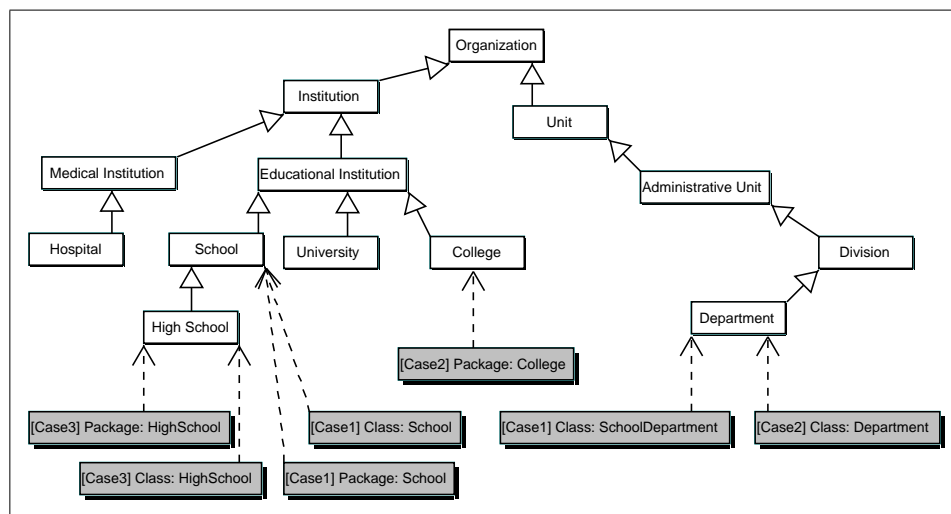 Organization
Institution
Unit
Medical Institution
Educational Institution
Administrative Unit
Hospital
School
University
College
Division
High School
Department
[Case2] Package: College
[Case3] Package: HighSchool
[Case1] Class: School
[Case1] Class: SchoolDepartment
[Case2] Class: Department
[Case3] Class: HighSchool
[Case1] Package: School